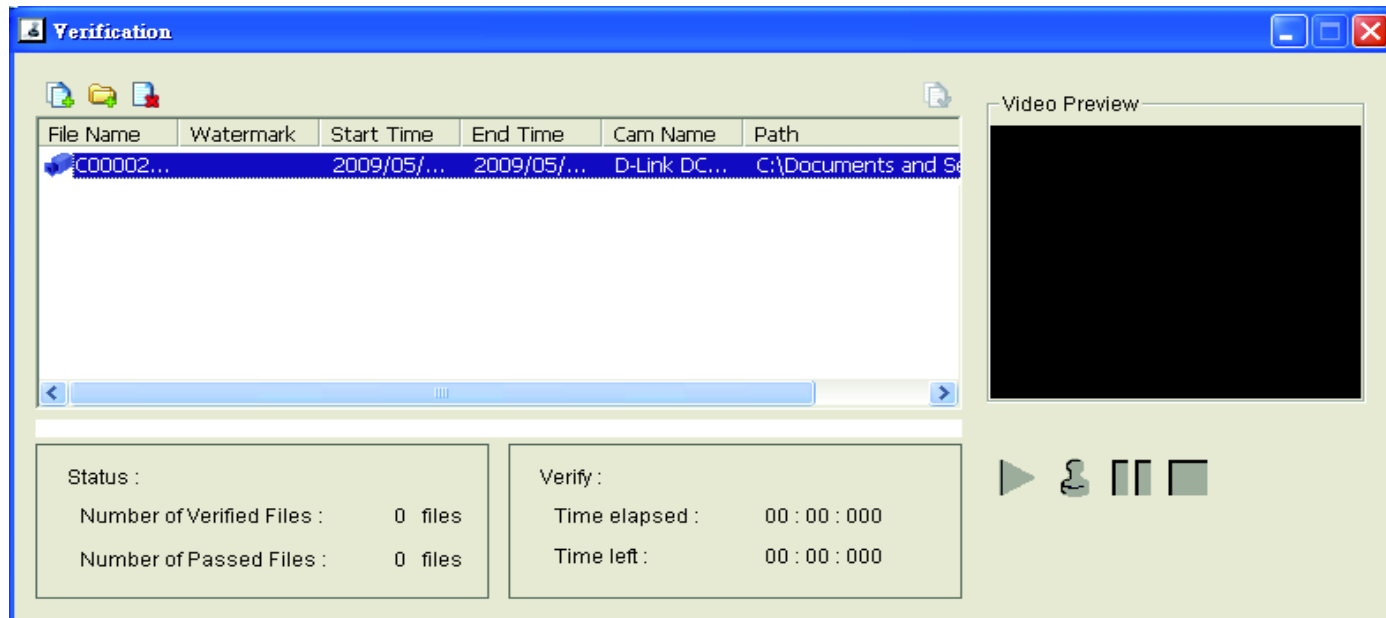 Verification
Video Preview
File Name Watermark Start Time End Time Cam Name Path
C00002... 2009/05/... 2009/05/... D-Link DC... C:\Documents and Se
Status :
Number of Verified Files : 0 files
Number of Passed Files : 0 files
Verify :
Time elapsed : 00 : 00 : 000
Time left : 00 : 00 : 000